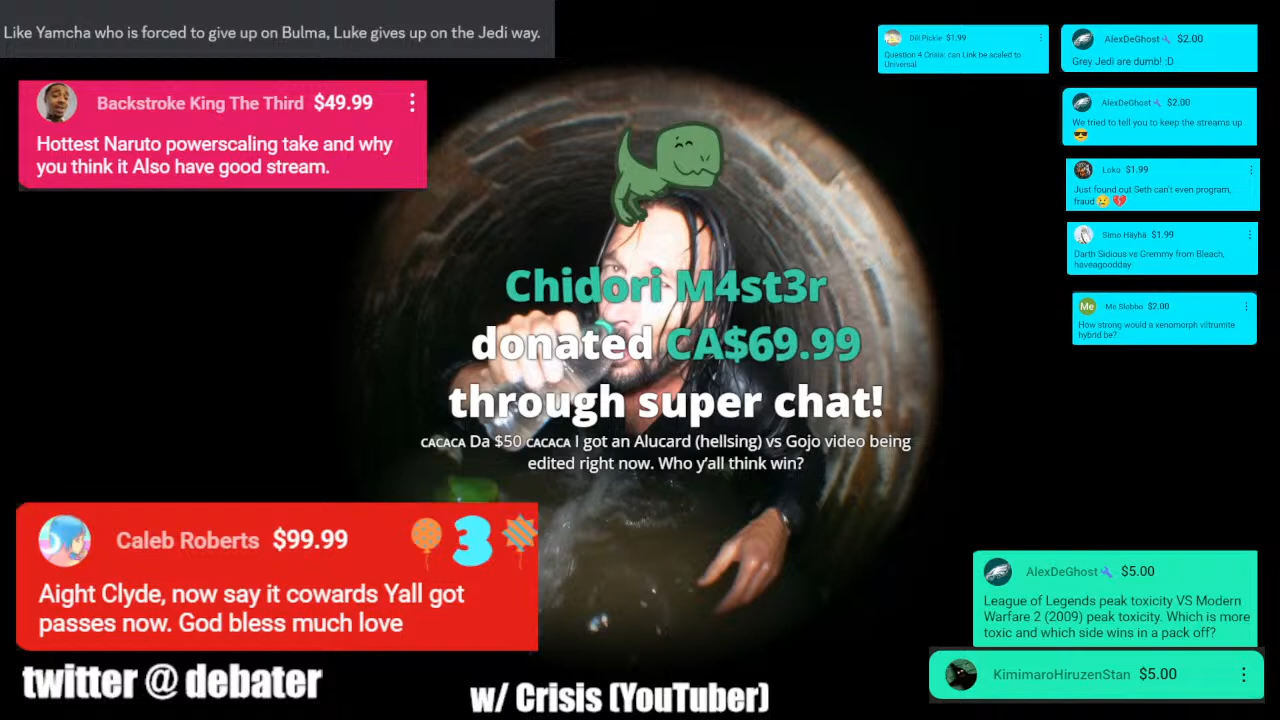 Like Yamcha who is forced to give up on Bulma, Luke gives up on the Jedi way.
Backstroke King The Third $49.99
Hottest Naruto powerscaling take and why
you think it Also have good stream.
Dill Pickle $1.99
Question 4 Crisis: can Link be scaled to
Universal
AlexDeGhost $2.00
Grey Jedi are dumb! :D
AlexDeGhost $2.00
We tried to tell you to keep the streams up
😎
Loko $1.99
Just found out Seth can't even program,
fraud😢💔
Simo Häyhä $1.99
Darth Sidious vs Gremmy from Bleach,
haveagoodday
Me Me Slabbo $2.00
How strong would a xenomorph viltrumite
hybrid be?
Chidori M4st3r
donated CA$69.99
through super chat!
CACACA Da $50 CACACA I got an Alucard (hellsing) vs Gojo video being
edited right now. Who y'all think win?
Caleb Roberts $99.99 3
Aight Clyde, now say it cowards Yall got
passes now. God bless much love
AlexDeGhost $5.00
League of Legends peak toxicity VS Modern
Warfare 2 (2009) peak toxicity. Which is more
toxic and which side wins in a pack off?
KimimaroHiruzenStan $5.00
twitter @ debater
w/ Crisis (YouTuber)